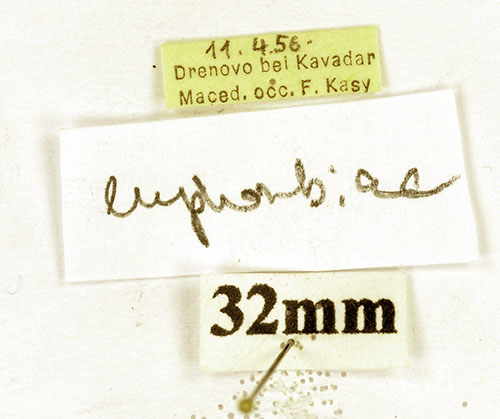 11. 4.56-
Drenovo bei Kavadar
Maced. occ. F. Kasy
euphorbiae
32mm